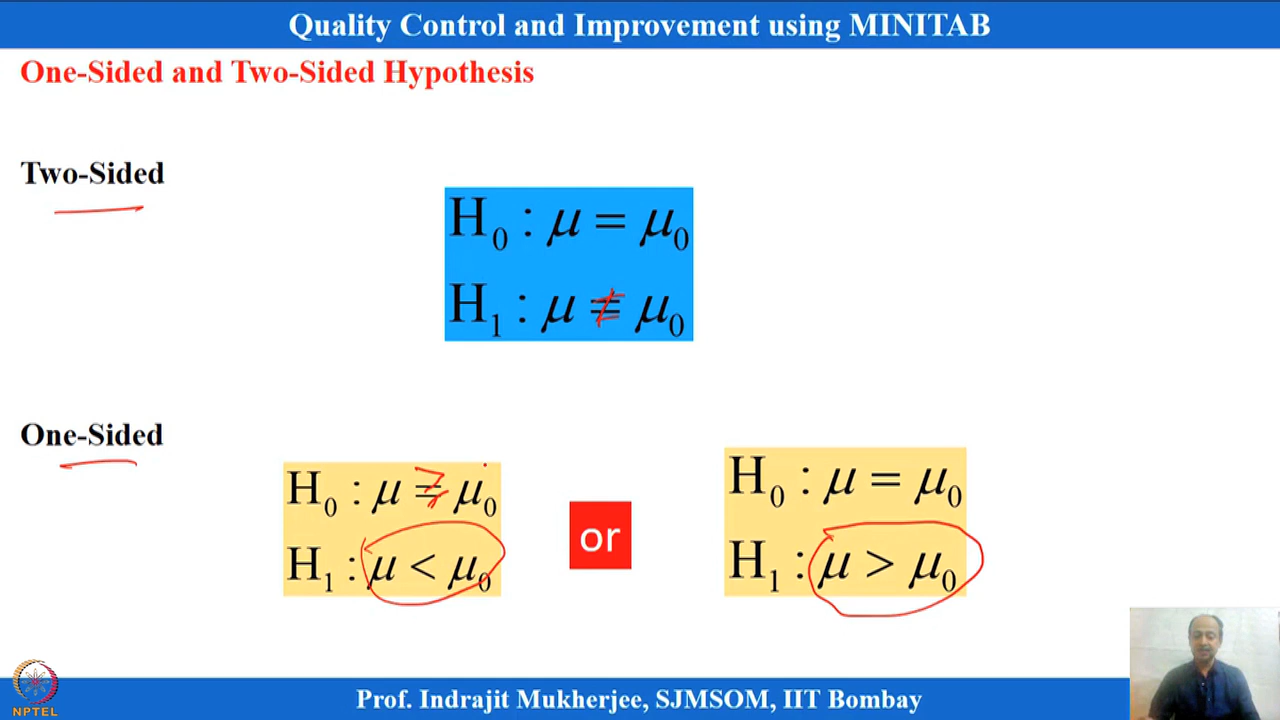 Quality Control and Improvement using MINITAB
One-Sided and Two-Sided Hypothesis
Two-Sided
H₀ : μ = μ₀
H₁ : μ ≠ μ₀
One-Sided
H₀ : μ ≥ μ₀
H₁ : μ < μ₀
or
H₀ : μ = μ₀
H₁ : μ > μ₀
NPTEL
Prof. Indrajit Mukherjee, SJMSOM, IIT Bombay